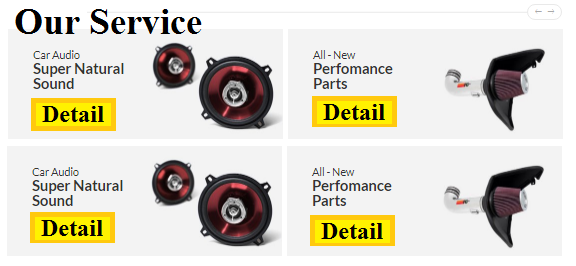 Our Service
Car Audio
Super Natural
Sound
Detail
All - New
Perfomance
Parts
Detail
Car Audio
Super Natural
Sound
Detail
All - New
Perfomance
Parts
Detail